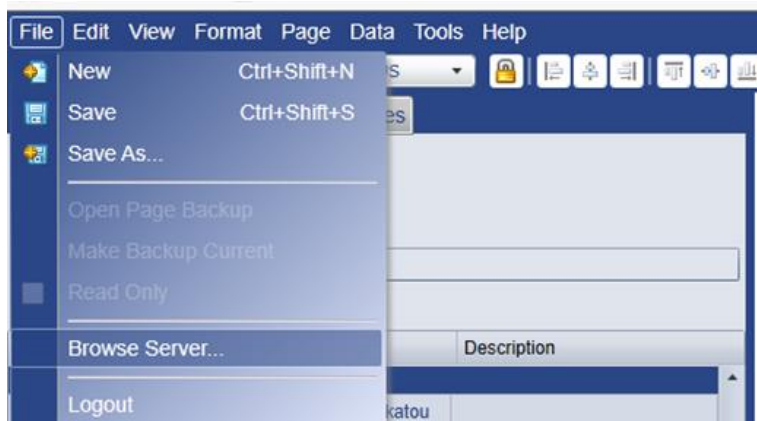 File Edit View Format Page Data Tools Help
New Ctrl+Shift+N
Save Ctrl+Shift+S
es
Save As...
Open Page Backup
Make Backup Current
Read Only
Browse Server... Description
Logout katou